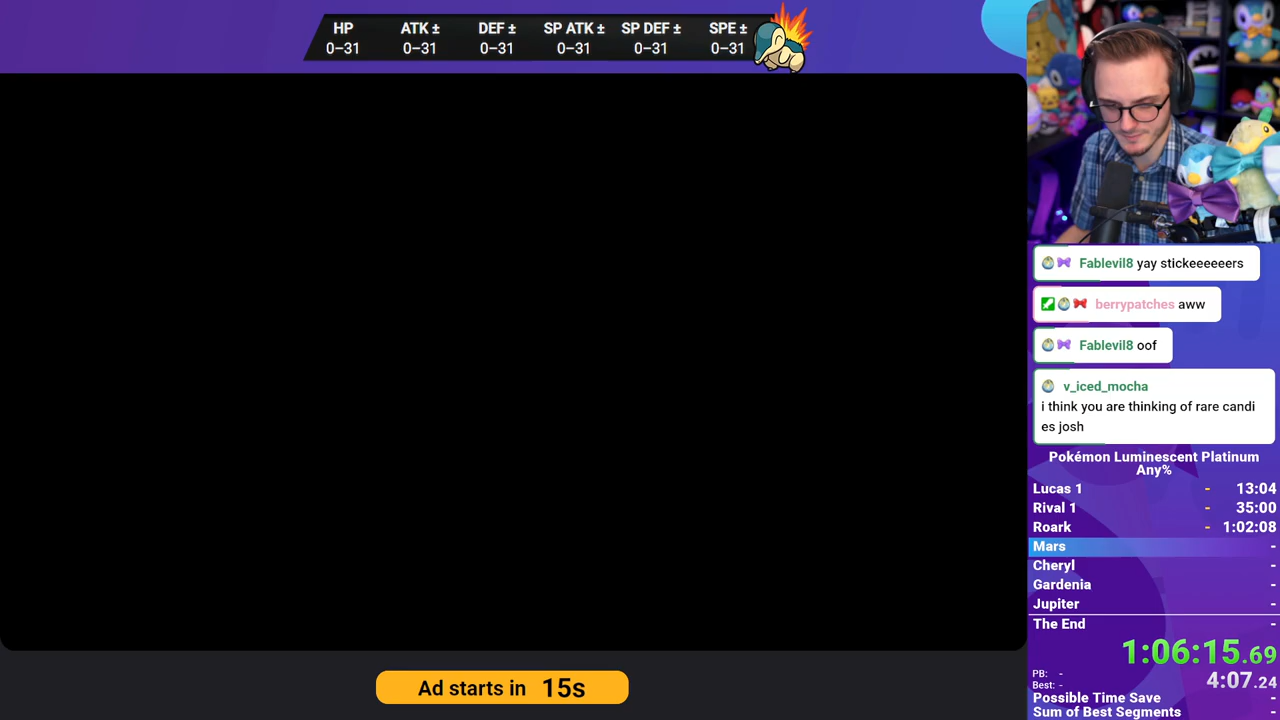 HP ATK ± DEF ± SP ATK ± SP DEF ± SPE ±
0–31 0–31 0–31 0–31 0–31 0–31
Fablevil8 yay stickeeeeeers
berrypatches aww
Fablevil8 oof
v_iced_mocha
i think you are thinking of rare candi
es josh
Pokémon Luminescent Platinum
Any%
Lucas 1 - 13:04
Rival 1 - 35:00
Roark - 1:02:08
Mars -
Cheryl -
Gardenia -
Jupiter -
The End -
1:06:15.69
PB: -
Best: - 4:07.24
Possible Time Save -
Sum of Best Segments -
Ad starts in 15s